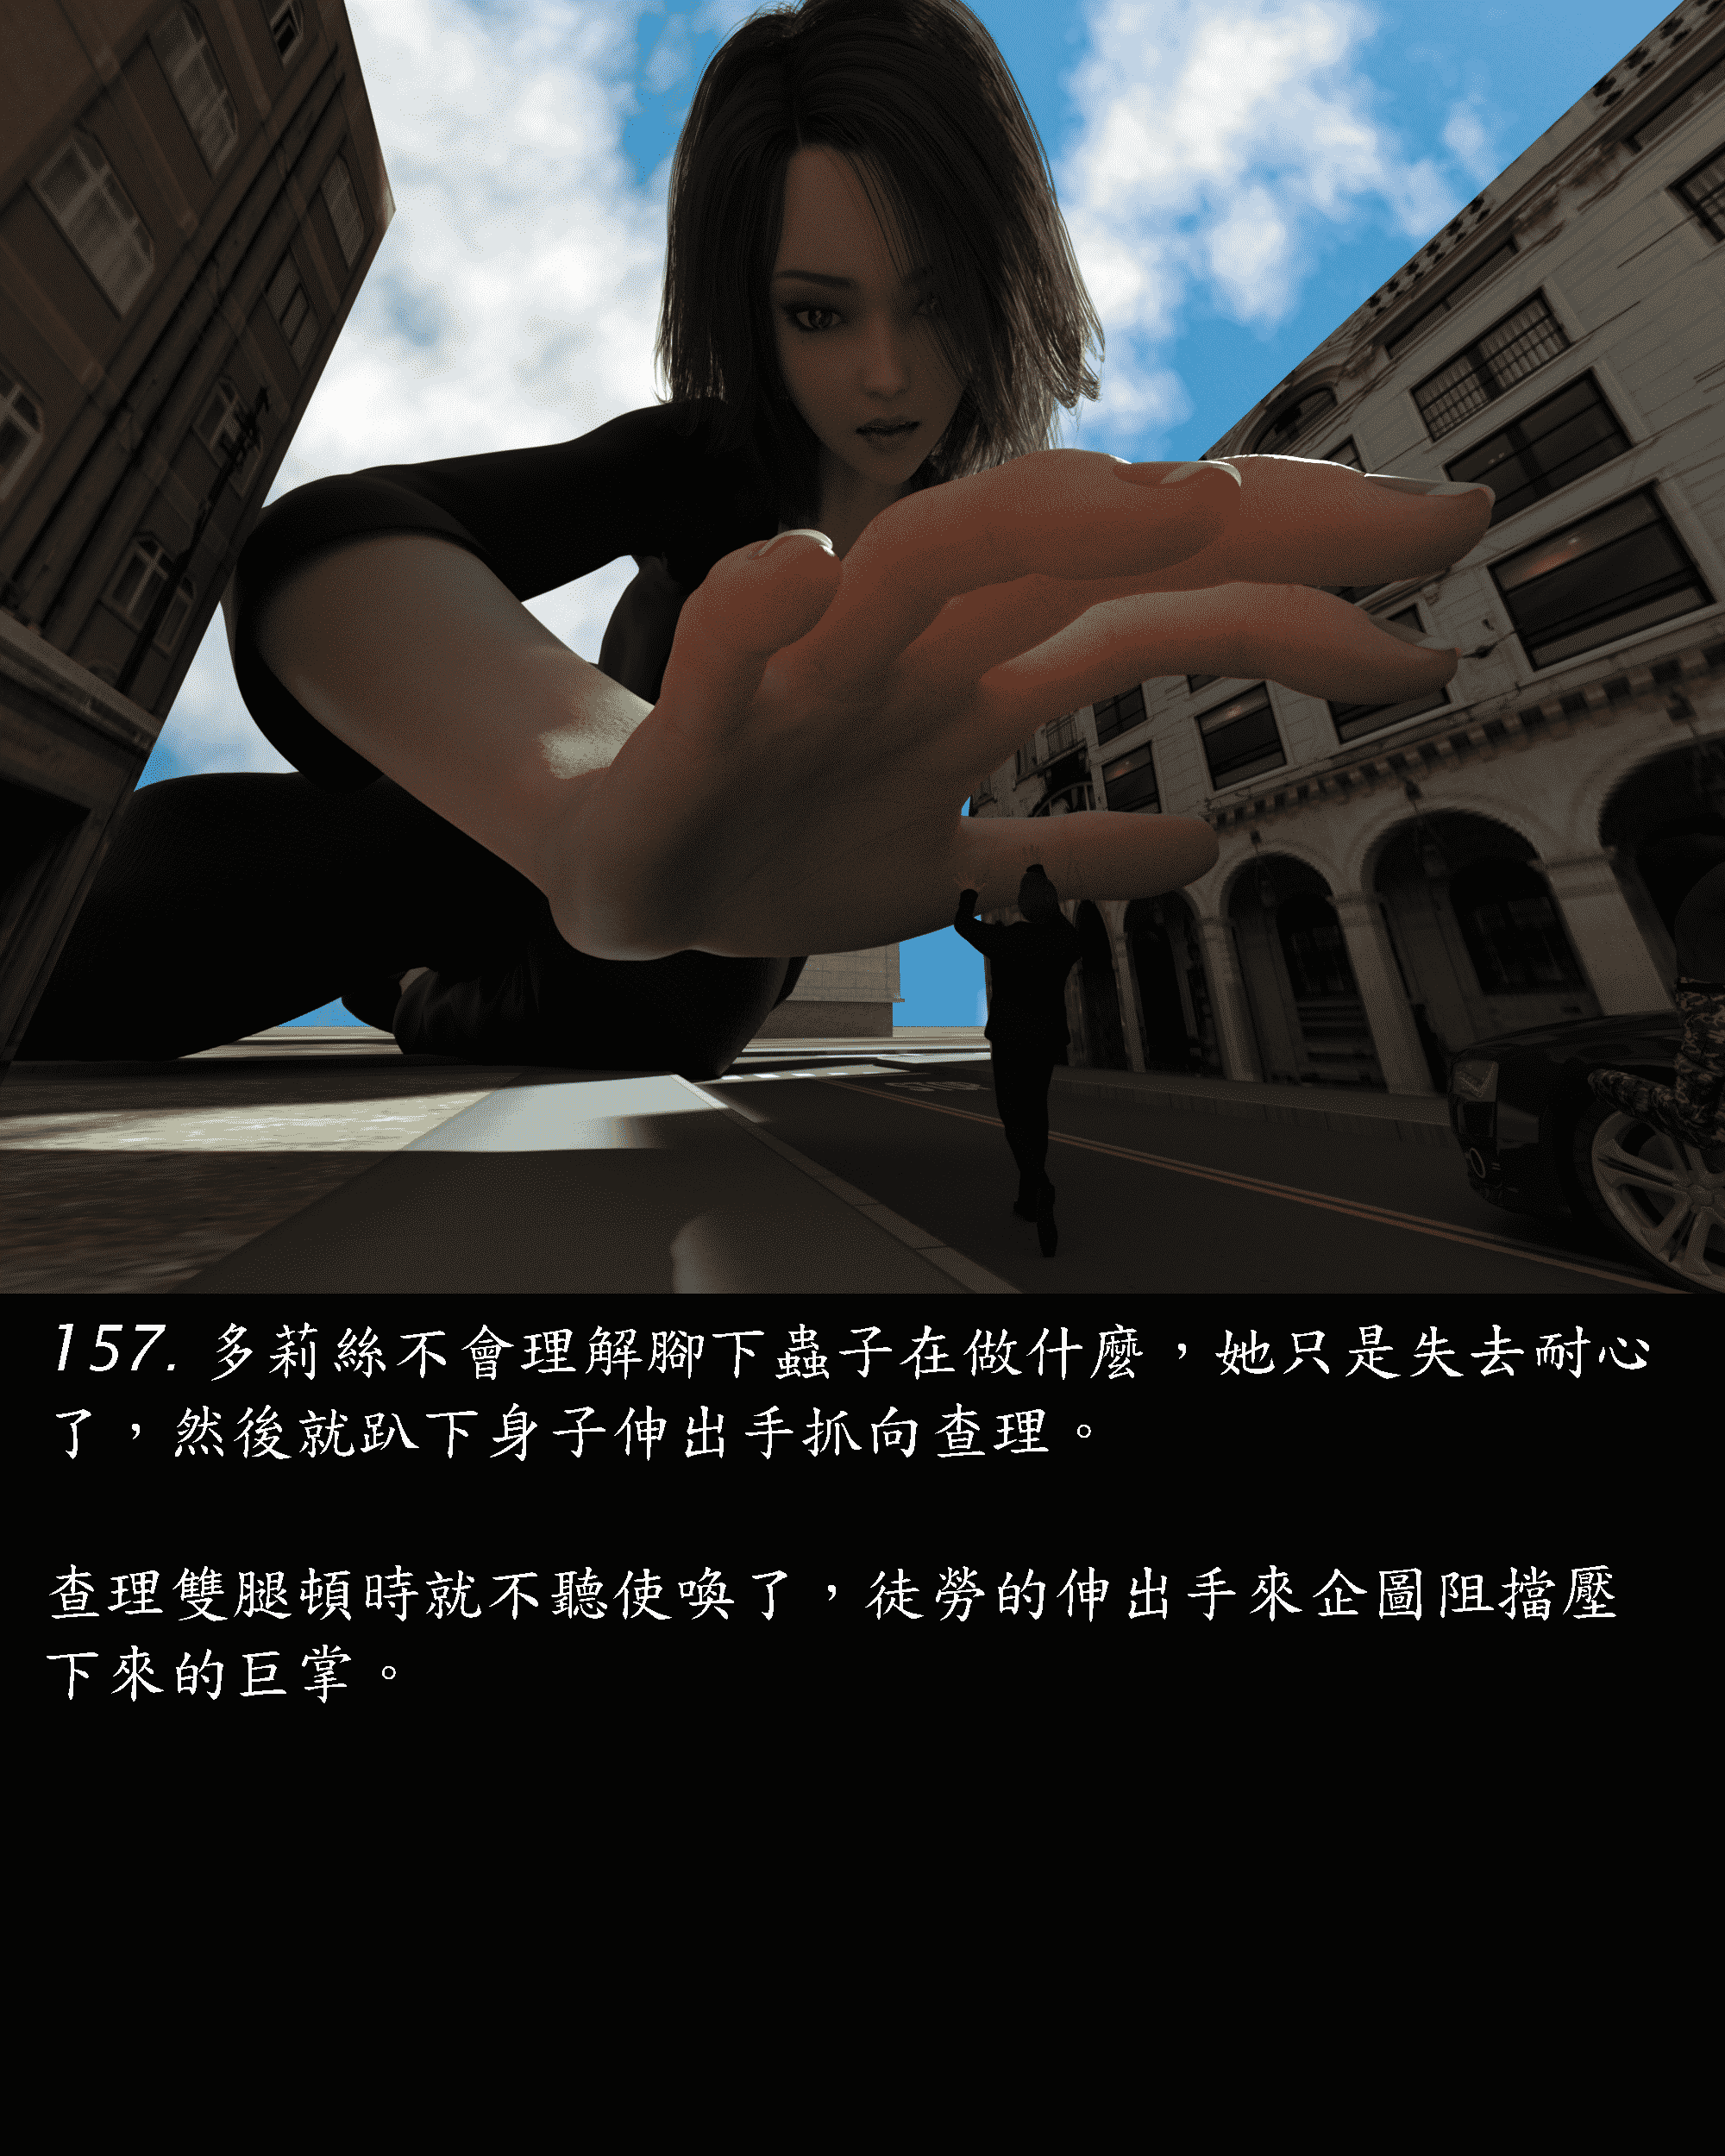 157. 多莉絲不會理解腳下蟲子在做什麼，她只是失去耐心
了，然後就趴下身子伸出手抓向查理。
查理雙腿頓時就不聽使喚了，徒勞的伸出手來企圖阻擋壓
下來的巨掌。